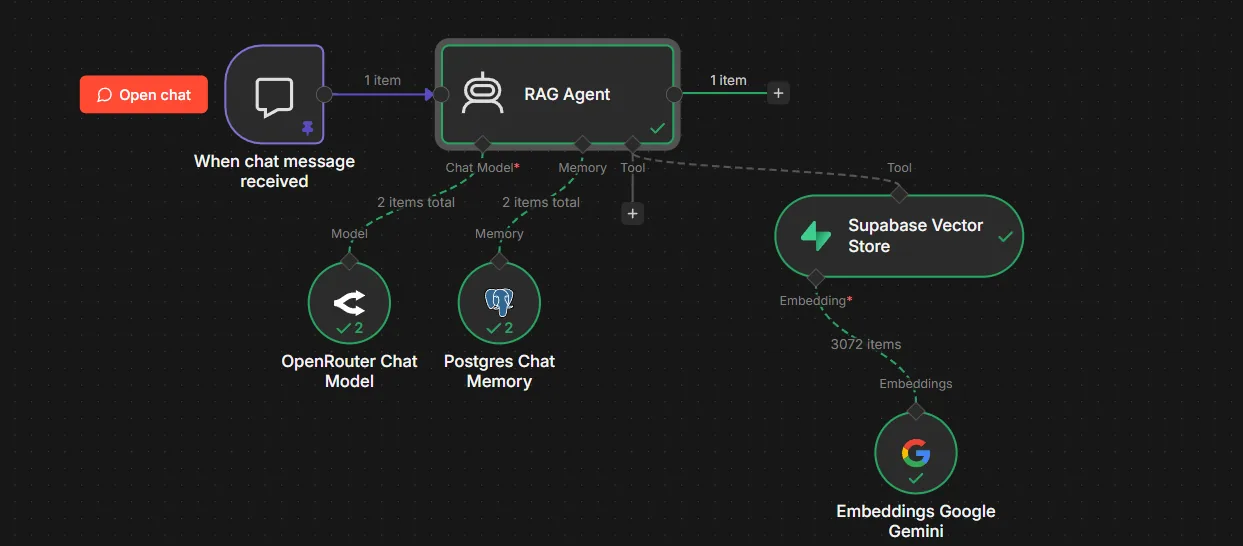 Open chat
1 item
RAG Agent
1 item
+
When chat message
received
Chat Model*
Memory
Tool
Tool
2 items total
2 items total
+
Supabase Vector
Store
Model
Memory
Embedding*
2
2
3072 items
OpenRouter Chat
Model
Postgres Chat
Memory
Embeddings
G
Embeddings Google
Gemini